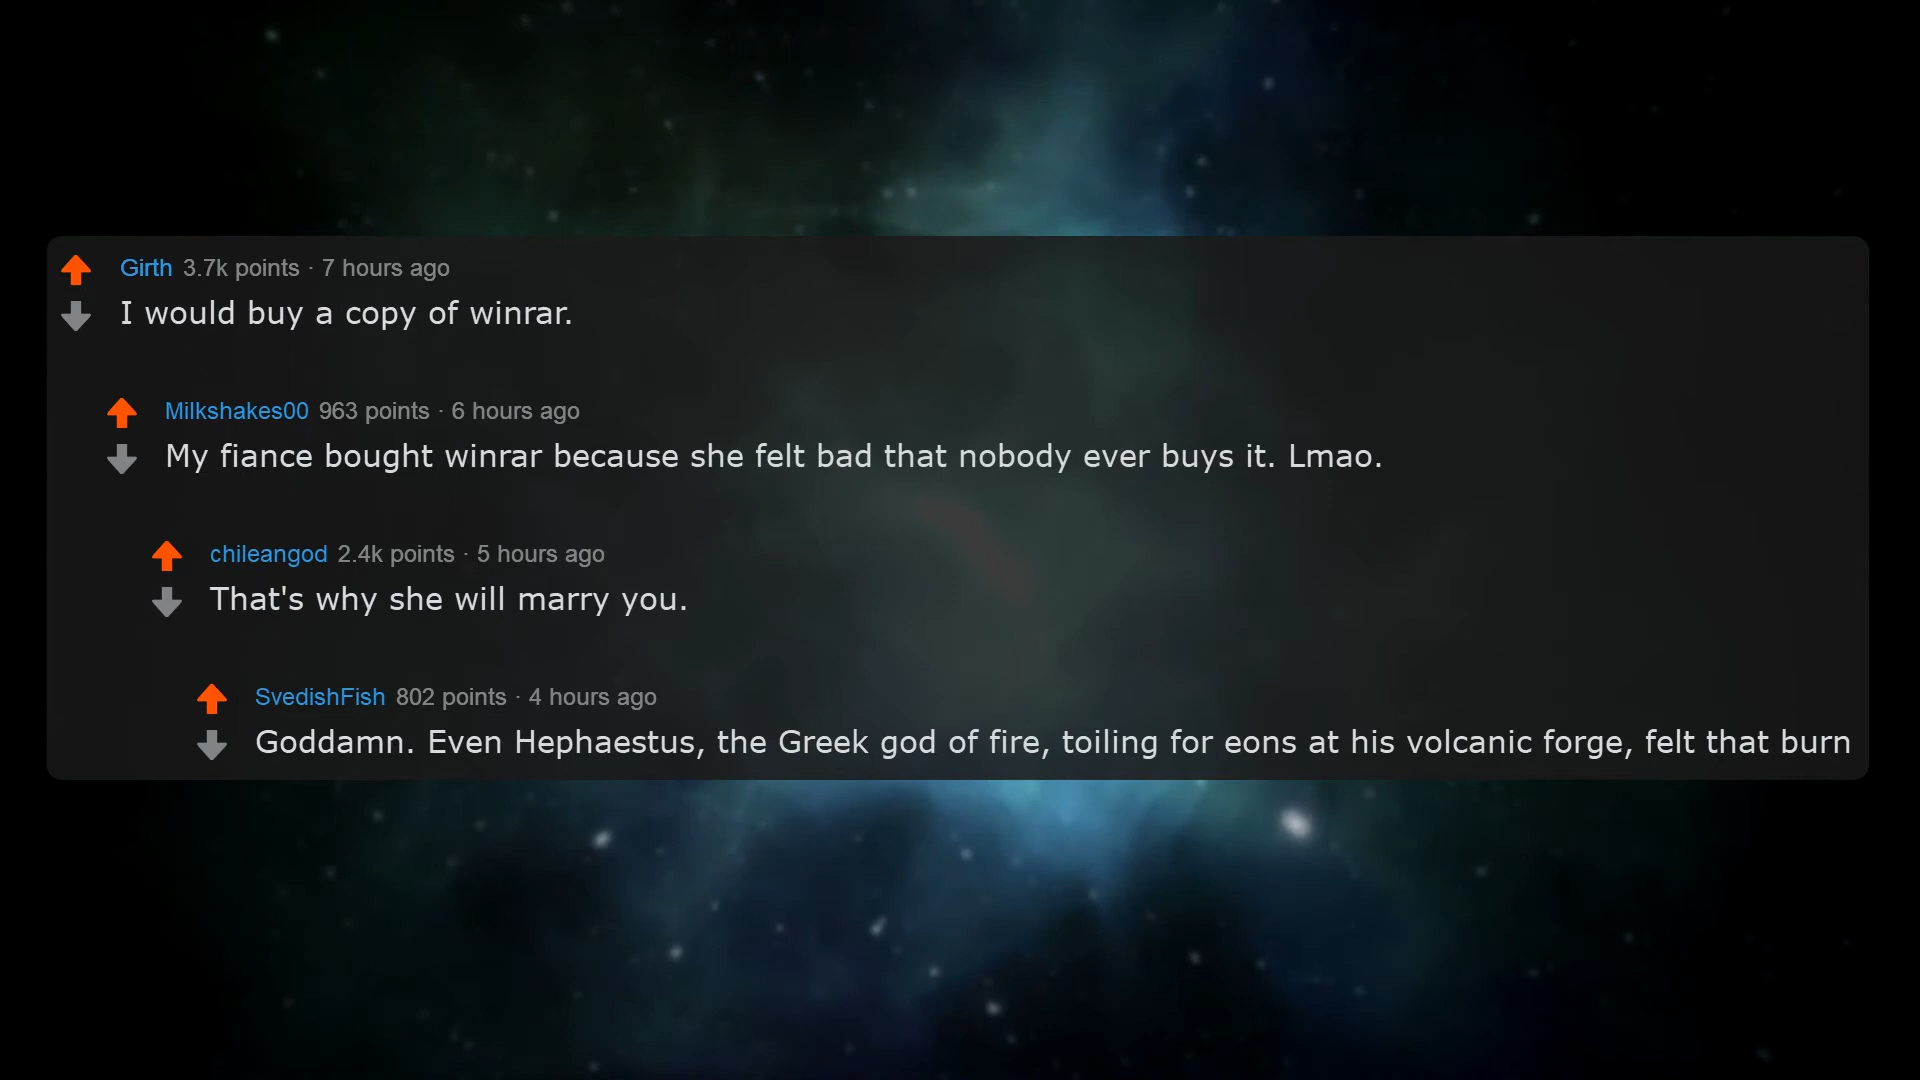 Girth 3.7k points · 7 hours ago
I would buy a copy of winrar.
Milkshakes00 963 points · 6 hours ago
My fiance bought winrar because she felt bad that nobody ever buys it. Lmao.
chileangod 2.4k points · 5 hours ago
That's why she will marry you.
SvedishFish 802 points · 4 hours ago
Goddamn. Even Hephaestus, the Greek god of fire, toiling for eons at his volcanic forge, felt that burn